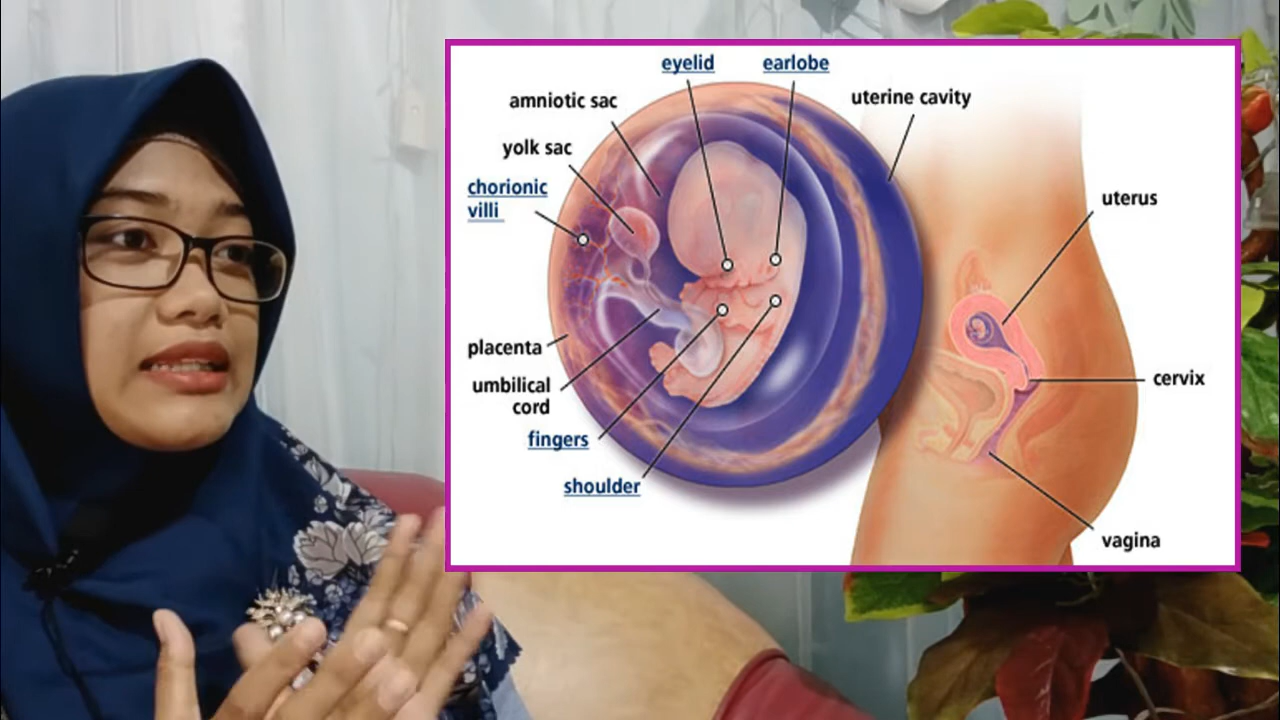 eyelid
earlobe
amniotic sac
uterine cavity
yolk sac
chorionic
villi
uterus
placenta
umbilical
cord
cervix
fingers
shoulder
vagina